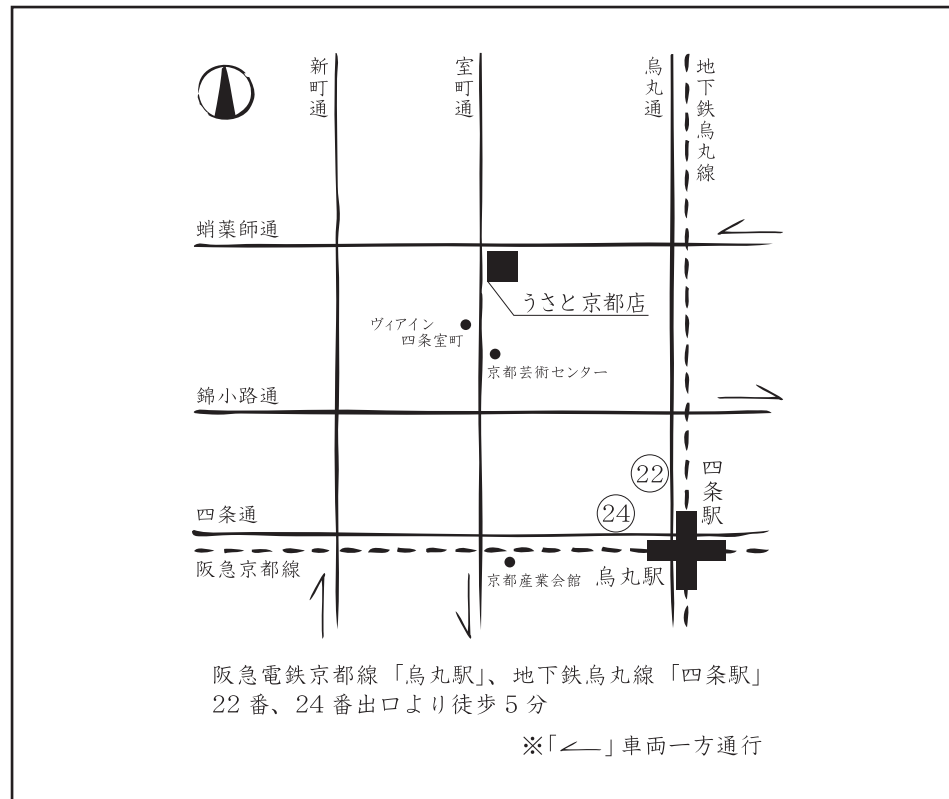 新町通
室町通
烏丸通
地下鉄烏丸線
蛸薬師通
うさと京都店
ヴィアイン
四条室町
京都芸術センター
錦小路通
22
四条駅
24
四条通
阪急京都線
京都産業会館
烏丸駅
阪急電鉄京都線「烏丸駅」、地下鉄烏丸線「四条駅」
22番、24番出口より徒歩5分
※「←」車両一方通行